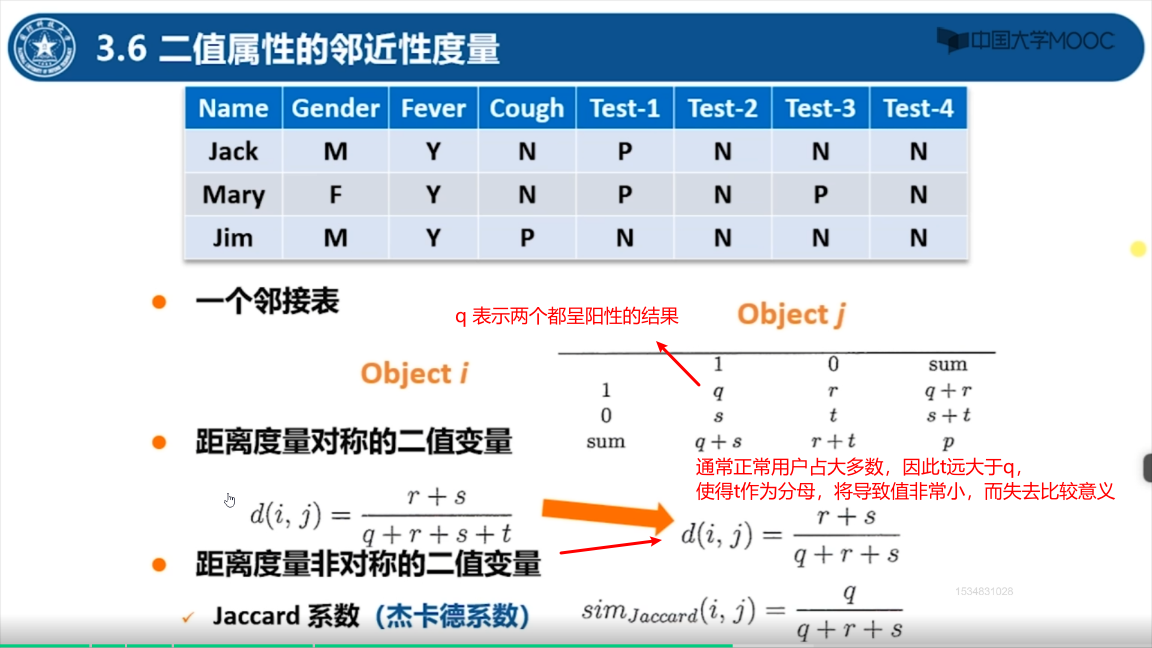 3.6 二值属性的邻近性度量
中国大学MOOC
Name Gender Fever Cough Test-1 Test-2 Test-3 Test-4
Jack M Y N P N N N
Mary F Y N P N P N
Jim M Y P N N N N
一个邻接表
q 表示两个都呈阳性的结果
Object j
Object i
1 0 sum
1 q r q + r
0 s t s + t
sum q + s r + t p
距离度量对称的二值变量
通常正常用户占大多数，因此t远大于q，
使得t作为分母，将导致值非常小，而失去比较意义
d(i, j) = r + s / q + r + s + t
d(i, j) = r + s / q + r + s
距离度量非对称的二值变量
1534831028
Jaccard 系数（杰卡德系数）
simJaccard(i, j) = q / q + r + s